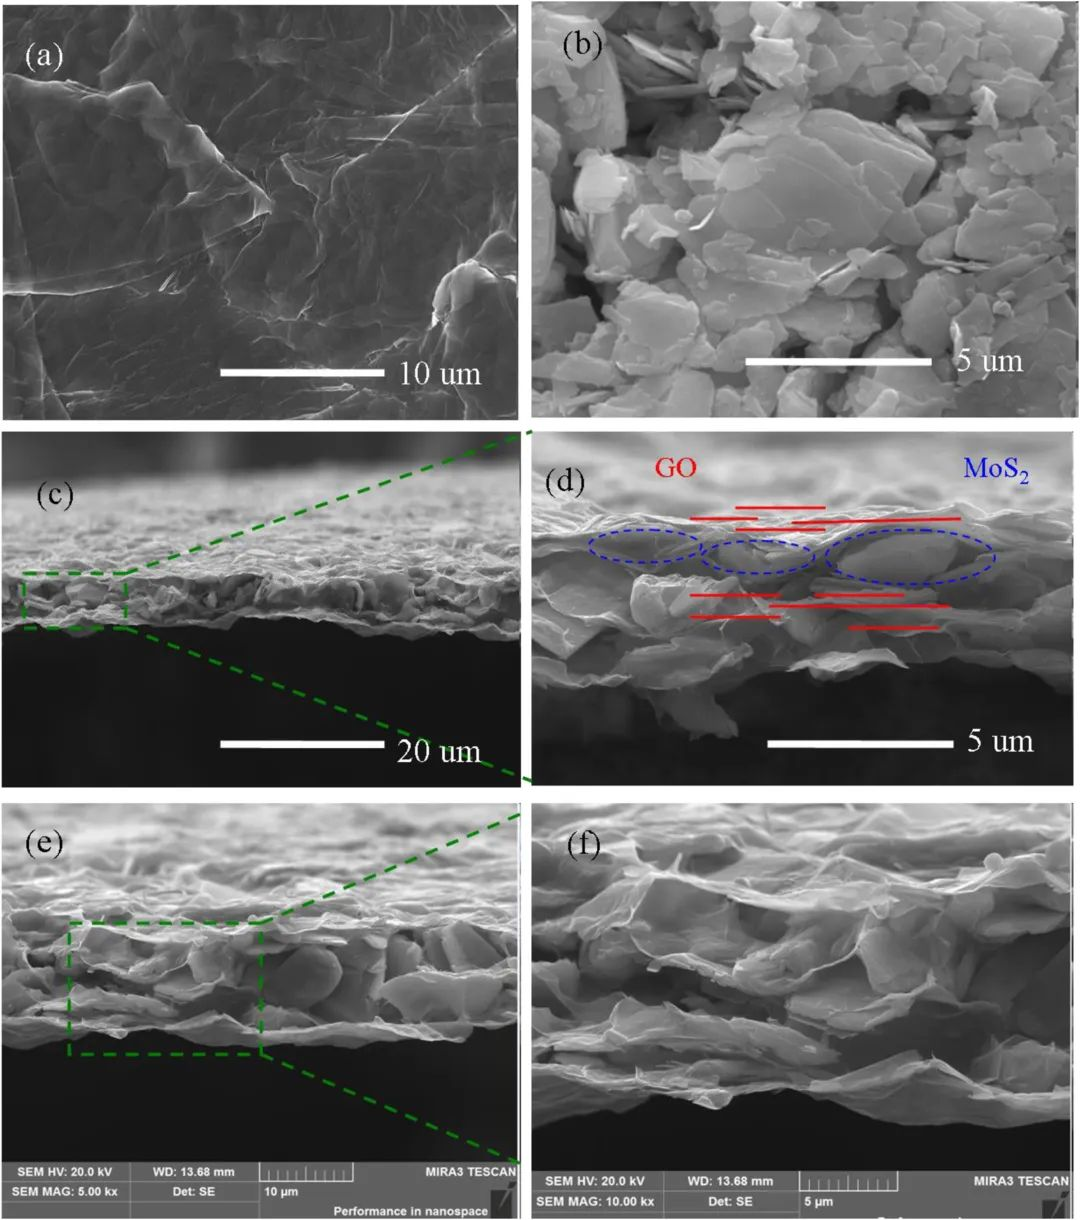 (a)
10 um
(b)
5 um
(c)
20 um
(d)
GO
MoS₂
5 um
(e)
SEM HV: 20.0 kV WD: 13.68 mm MIRA3 TESCAN
SEM MAG: 5.00 kx Det: SE 10 µm
Performance in nanospace
(f)
SEM HV: 20.0 kV WD: 13.68 mm MIRA3 TESCAN
SEM MAG: 10.00 kx Det: SE 5 µm